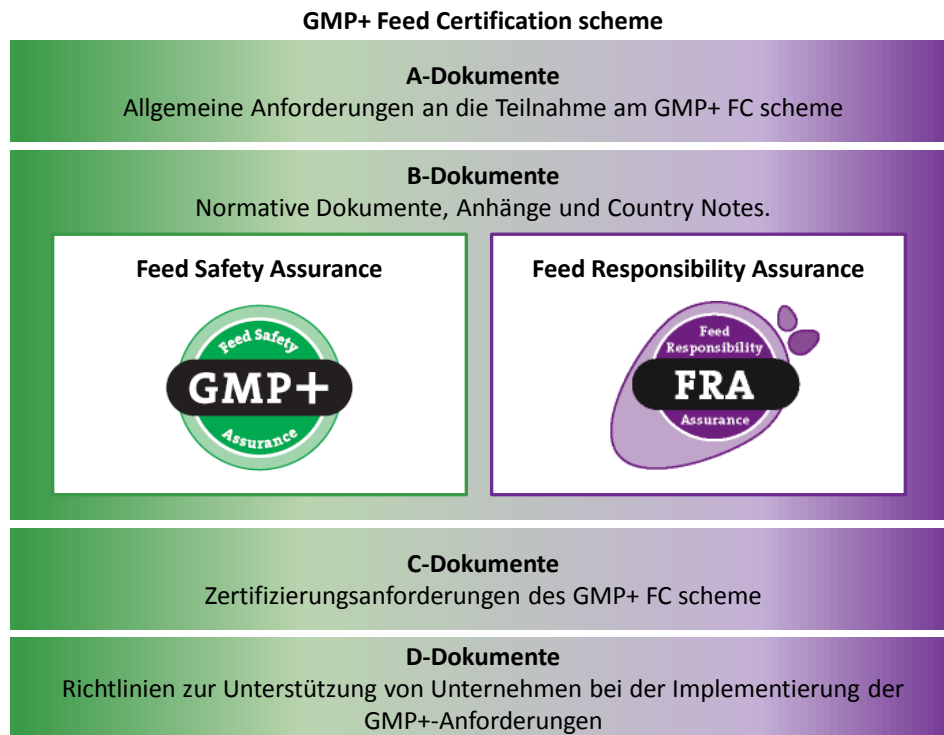 GMP+ Feed Certification scheme
A-Dokumente
Allgemeine Anforderungen an die Teilnahme am GMP+ FC scheme
B-Dokumente
Normative Dokumente, Anhänge und Country Notes.
Feed Safety Assurance
Feed Safety
GMP+
Assurance
Feed Responsibility Assurance
Feed
Responsibility
FRA
Assurance
C-Dokumente
Zertifizierungsanforderungen des GMP+ FC scheme
D-Dokumente
Richtlinien zur Unterstützung von Unternehmen bei der Implementierung der
GMP+-Anforderungen